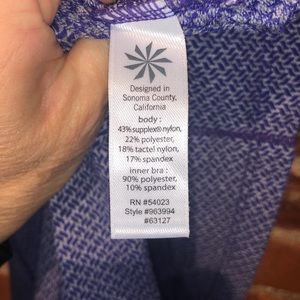 Designed in
Sonoma County,
California
body :
43% supplex® nylon,
22% polyester,
18% tactel nylon,
17% spandex
inner bra :
90% polyester,
10% spandex
RN #54023
Style #963994
#63127